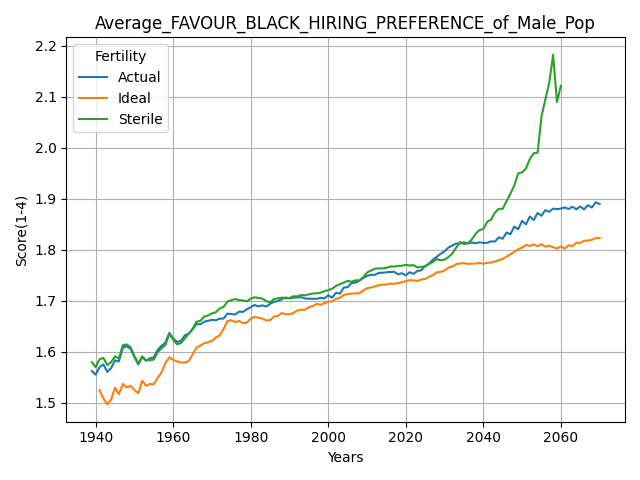 Average_FAVOUR_BLACK_HIRING_PREFERENCE_of_Male_Pop
Fertility
Actual
Ideal
Sterile
Score(1-4)
2.2
2.1
2.0
1.9
1.8
1.7
1.6
1.5
1940
1960
1980
2000
2020
2040
2060
Years